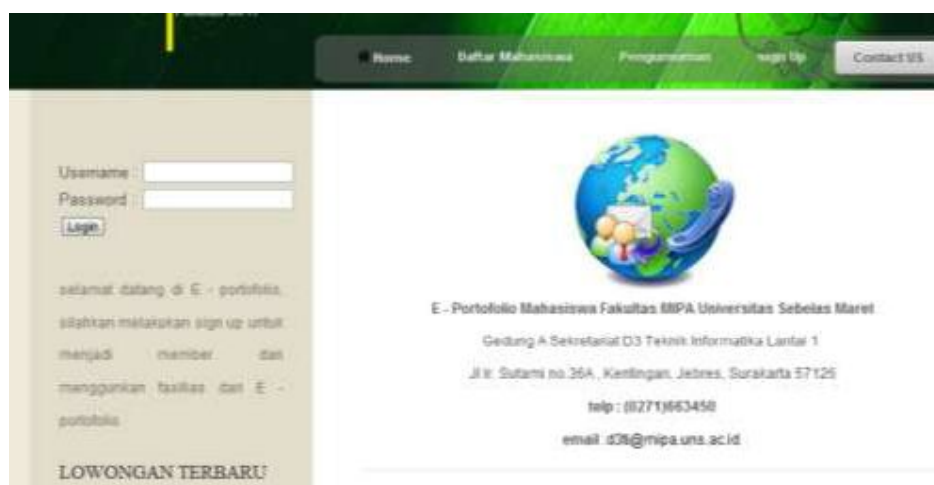 Home Daftar Mahasiswa Pengumuman Sign Up Contact US
Username :
Password :
Login
selamat datang di E - portofolio,
silahkan melakukan sign up untuk
menjadi member dan
menggunkan fasilitas dari E -
portofolio
LOWONGAN TERBARU
E - Portofolio Mahasiswa Fakultas MIPA Universitas Sebelas Maret
Gedung A Sekretariat D3 Teknik Informatika Lantai 1
Jl Ir. Sutami no.36A , Kentingan, Jebres, Surakarta 57126
telp : (0271)663450
email :d3ti@mipa.uns.ac.id